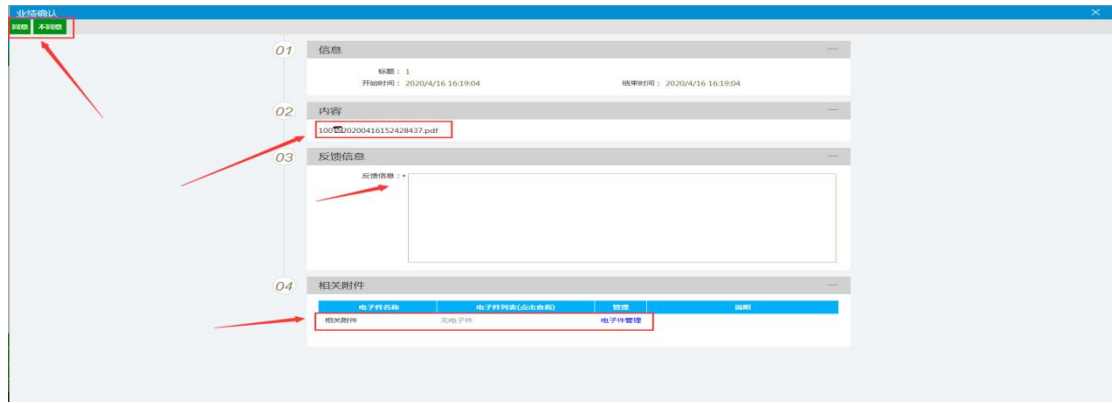 业绩确认
同意 不同意
01 信息
标题： 1
开始时间： 2020/4/16 16:19:04 结束时间： 2020/4/16 16:19:04
02 内容
20200416152428437.pdf
03 反馈信息
反馈信息：*
04 相关附件
电子件名称 电子件列表(点击查看) 管理 说明
相关附件 无电子件 电子件管理